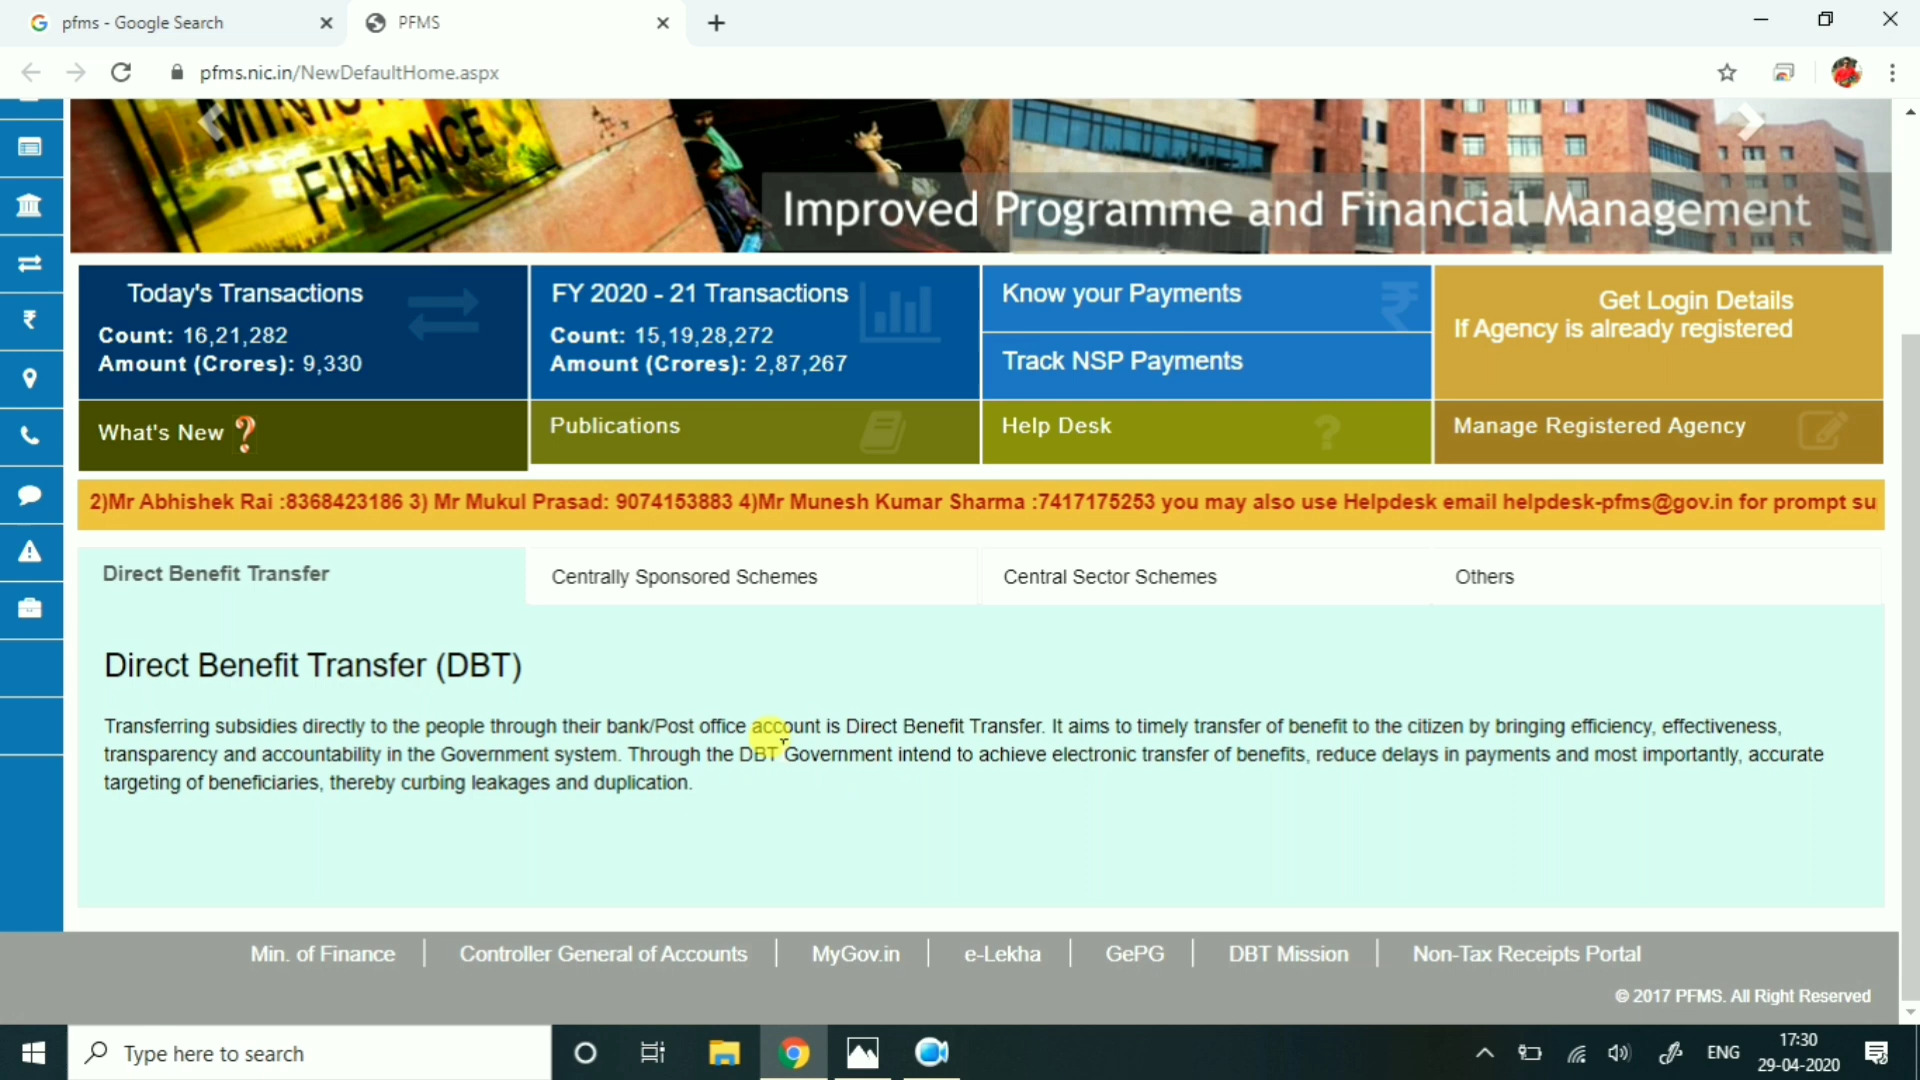 pfms - Google Search
PFMS
pfms.nic.in/NewDefaultHome.aspx
FINANCE
Improved Programme and Financial Management
Today's Transactions
Count: 16,21,282
Amount (Crores): 9,330
FY 2020 - 21 Transactions
Count: 15,19,28,272
Amount (Crores): 2,87,267
Know your Payments
Track NSP Payments
Get Login Details
If Agency is already registered
What's New
Publications
Help Desk
Manage Registered Agency
2)Mr Abhishek Rai :8368423186 3) Mr Mukul Prasad: 9074153883 4)Mr Munesh Kumar Sharma :7417175253 you may also use Helpdesk email helpdesk-pfms@gov.in for prompt su
Direct Benefit Transfer
Centrally Sponsored Schemes
Central Sector Schemes
Others
Direct Benefit Transfer (DBT)
Transferring subsidies directly to the people through their bank/Post office account is Direct Benefit Transfer. It aims to timely transfer of benefit to the citizen by bringing efficiency, effectiveness,
transparency and accountability in the Government system. Through the DBT Government intend to achieve electronic transfer of benefits, reduce delays in payments and most importantly, accurate
targeting of beneficiaries, thereby curbing leakages and duplication.
Min. of Finance
Controller General of Accounts
MyGov.in
e-Lekha
GePG
DBT Mission
Non-Tax Receipts Portal
© 2017 PFMS. All Right Reserved
Type here to search
ENG
17:30
29-04-2020